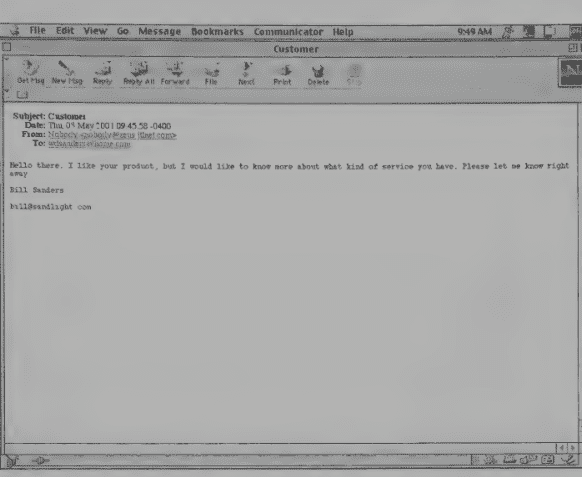 File Edit View Go Message Bookmarks Communicator Help 9:49 AM
Customer
Get Msg New Msg Reply Reply All Forward File Next Print Delete Stop
Subject: Customer
Date: Thu, 03 May 2001 09:45:58 -0400
From: Nobody
To:
Hello there. I like your product, but I would like to know more about what kind of service you have. Please let me know right
away
Bill Sanders
bill@sandlight com